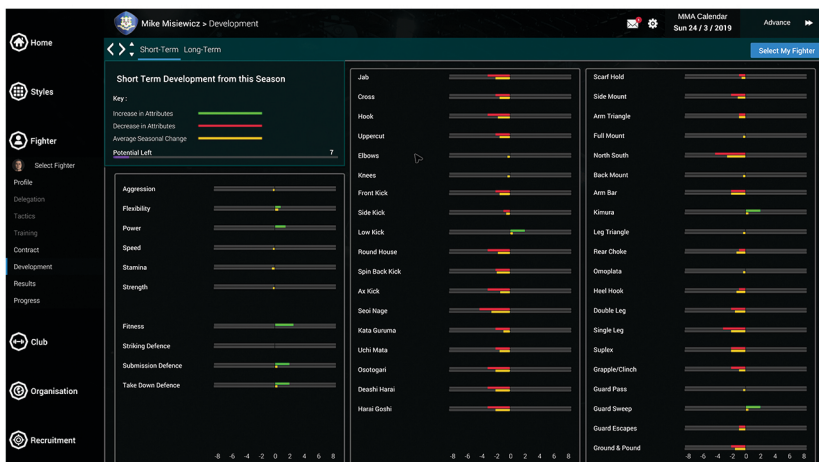 Mike Misiewicz > Development
MMA Calendar
Sun 24 / 3 / 2019
Advance
Home
Short-Term Long-Term
Select My Fighter
Styles
Fighter
Select Fighter
Profile
Delegation
Tactics
Training
Contract
Development
Results
Progress
Club
Organisation
Recruitment
Short Term Development from this Season
Key :
Increase in Attributes
Decrease in Attributes
Average Seasonal Change
Potential Left 7
Aggression
Flexibility
Power
Speed
Stamina
Strength
Fitness
Striking Defence
Submission Defence
Take Down Defence
-8 -6 -4 -2 0 2 4 6 8
Jab
Cross
Hook
Uppercut
Elbows
Knees
Front Kick
Side Kick
Low Kick
Round House
Spin Back Kick
Ax Kick
Seoi Nage
Kata Guruma
Uchi Mata
Osotogari
Deashi Harai
Harai Goshi
-8 -6 -4 -2 0 2 4 6 8
Scarf Hold
Side Mount
Arm Triangle
Full Mount
North South
Back Mount
Arm Bar
Kimura
Leg Triangle
Rear Choke
Omoplata
Heel Hook
Double Leg
Single Leg
Suplex
Grapple/Clinch
Guard Pass
Guard Sweep
Guard Escapes
Ground & Pound
-8 -6 -4 -2 0 2 4 6 8